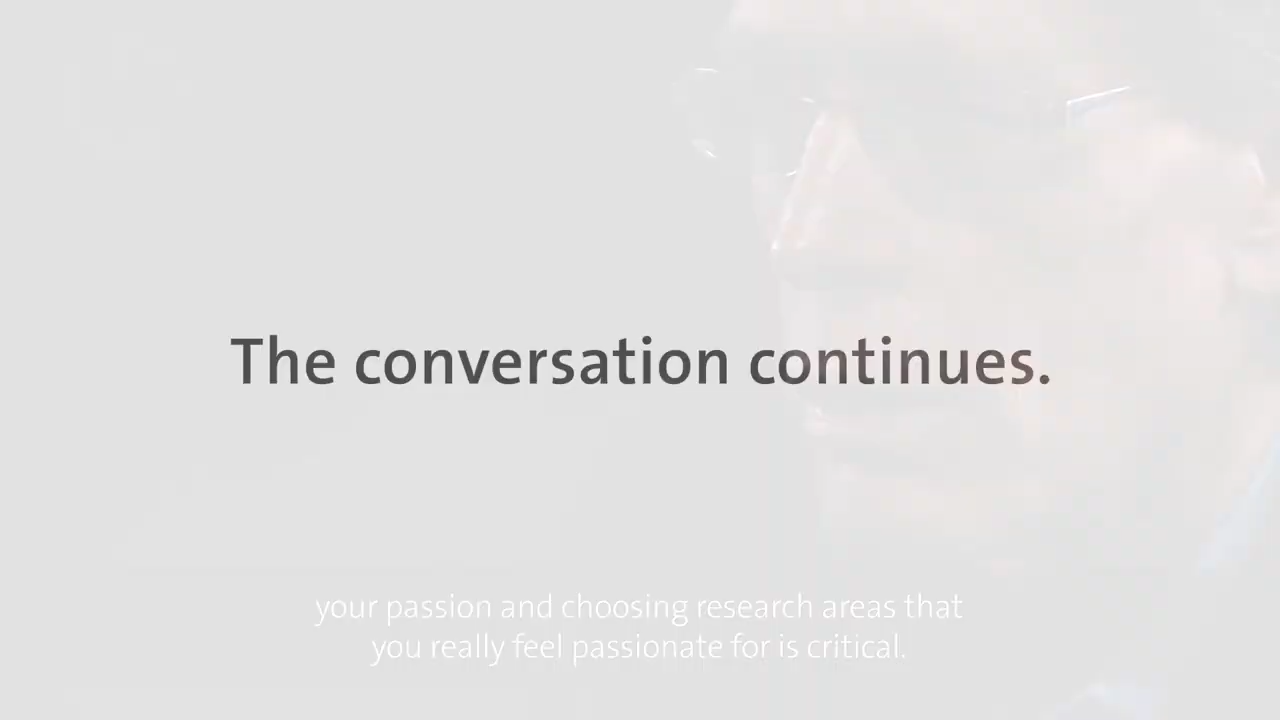 The conversation continues.
your passion and choosing research areas that
you really feel passionate for is critical.